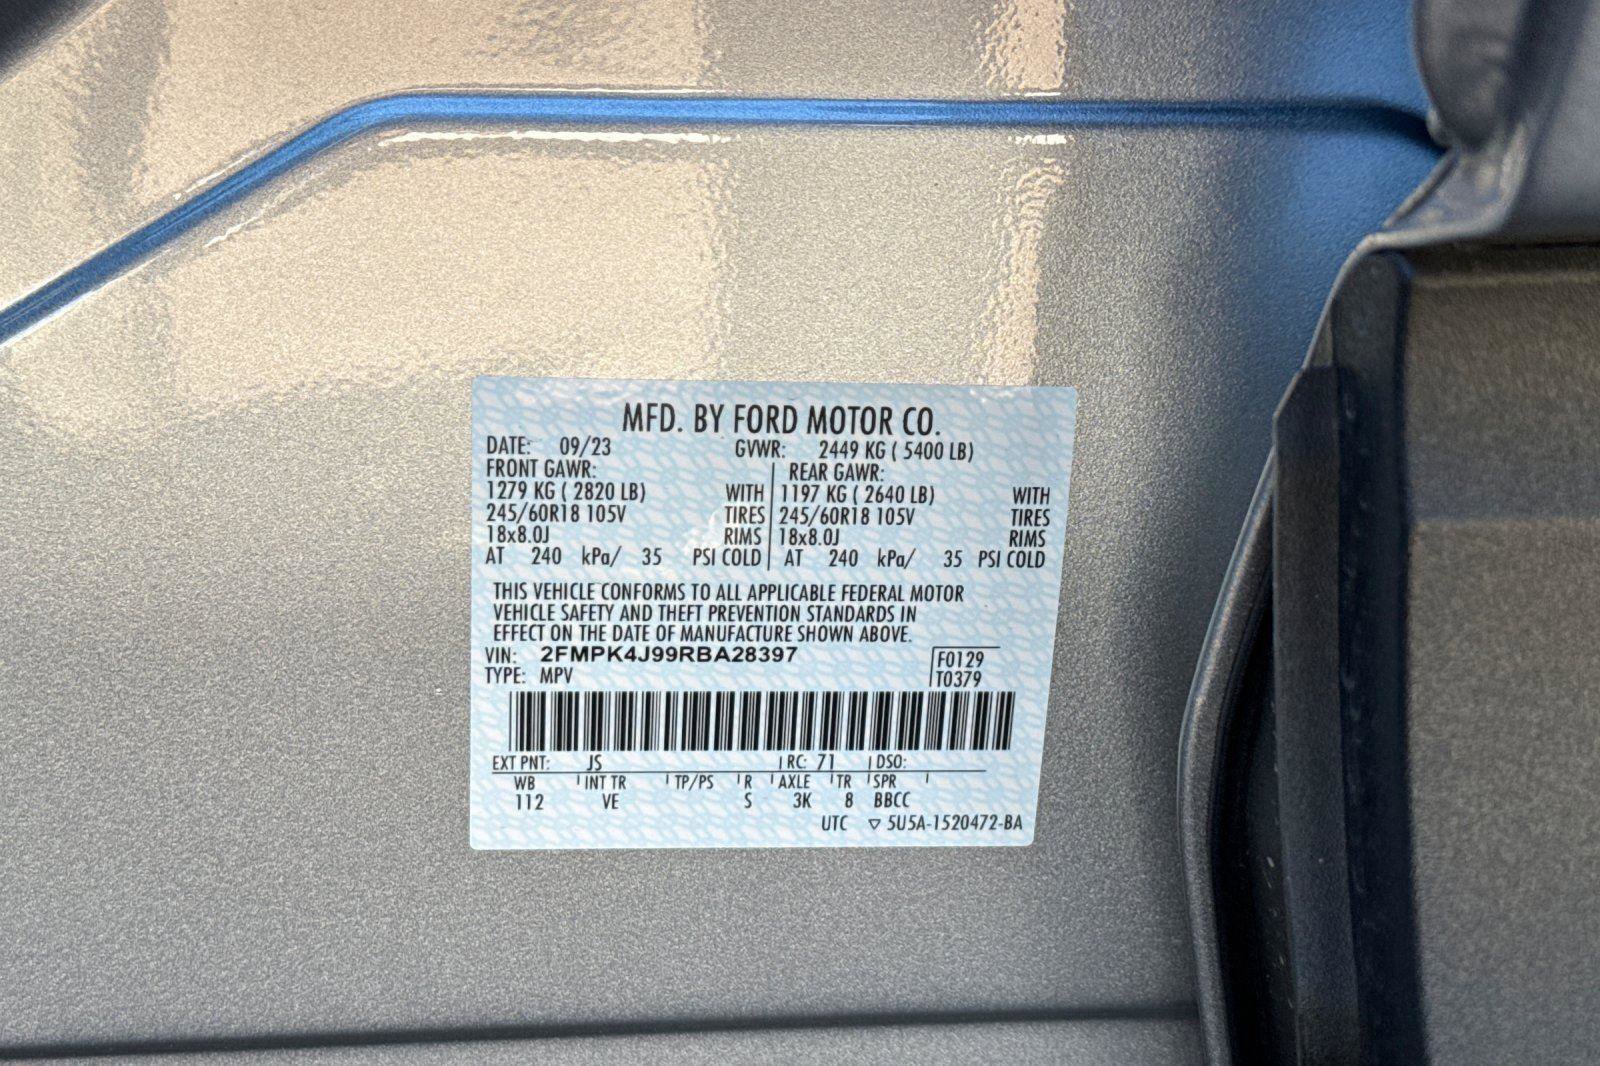 MFD. BY FORD MOTOR CO.
DATE: 09/23 GVWR: 2449 KG ( 5400 LB)
FRONT GAWR: REAR GAWR:
1279 KG ( 2820 LB) WITH 1197 KG ( 2640 LB) WITH
245/60R18 105V TIRES 245/60R18 105V TIRES
18x8.0J RIMS 18x8.0J RIMS
AT 240 kPa/ 35 PSI COLD AT 240 kPa/ 35 PSI COLD
THIS VEHICLE CONFORMS TO ALL APPLICABLE FEDERAL MOTOR
VEHICLE SAFETY AND THEFT PREVENTION STANDARDS IN
EFFECT ON THE DATE OF MANUFACTURE SHOWN ABOVE.
VIN: 2FMPK4J99RBA28397 F0129
TYPE: MPV T0379
EXT PNT: JS RC: 71 DSO:
WB INT TR TP/PS R AXLE TR SPR
112 VE S 3K 8 BBCC
UTC ▽ 5U5A-1520472-BA